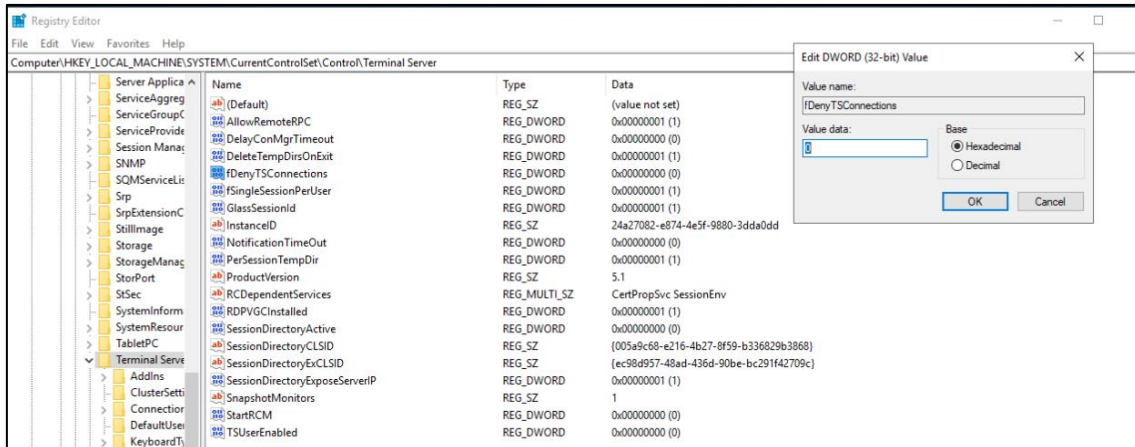 Registry Editor
File Edit View Favorites Help
Computer\HKEY_LOCAL_MACHINE\SYSTEM\CurrentControlSet\Control\Terminal Server
Server Applica
ServiceAggreg
ServiceGroupC
ServiceProvide
Session Manag
SNMP
SQMServiceLis
Srp
SrpExtensionC
StillImage
Storage
StorageManag
StorPort
StSec
SystemInform
SystemResour
TabletPC
Terminal Serve
AddIns
ClusterSetti
Connection
DefaultUser
KeyboardTy
Name Type Data
(Default) REG_SZ (value not set)
AllowRemoteRPC REG_DWORD 0x00000001 (1)
DelayConMgrTimeout REG_DWORD 0x00000000 (0)
DeleteTempDirsOnExit REG_DWORD 0x00000001 (1)
fDenyTSConnections REG_DWORD 0x00000000 (0)
fSingleSessionPerUser REG_DWORD 0x00000001 (1)
GlassSessionId REG_DWORD 0x00000001 (1)
InstanceID REG_SZ 24a27082-e874-4e5f-9880-3dda0dd
NotificationTimeOut REG_DWORD 0x00000000 (0)
PerSessionTempDir REG_DWORD 0x00000001 (1)
ProductVersion REG_SZ 5.1
RCDependentServices REG_MULTI_SZ CertPropSvc SessionEnv
RDPVGCInstalled REG_DWORD 0x00000001 (1)
SessionDirectoryActive REG_DWORD 0x00000000 (0)
SessionDirectoryCLSID REG_SZ {005a9c68-e216-4b27-8f59-b336829b3868}
SessionDirectoryExCLSID REG_SZ {ec98d957-48ad-436d-90be-bc291f42709c}
SessionDirectoryExposeServerIP REG_DWORD 0x00000001 (1)
SnapshotMonitors REG_SZ 1
StartRCM REG_DWORD 0x00000000 (0)
TSUserEnabled REG_DWORD 0x00000000 (0)
Edit DWORD (32-bit) Value
Value name:
fDenyTSConnections
Value data:
0
Base
Hexadecimal
Decimal
OK Cancel